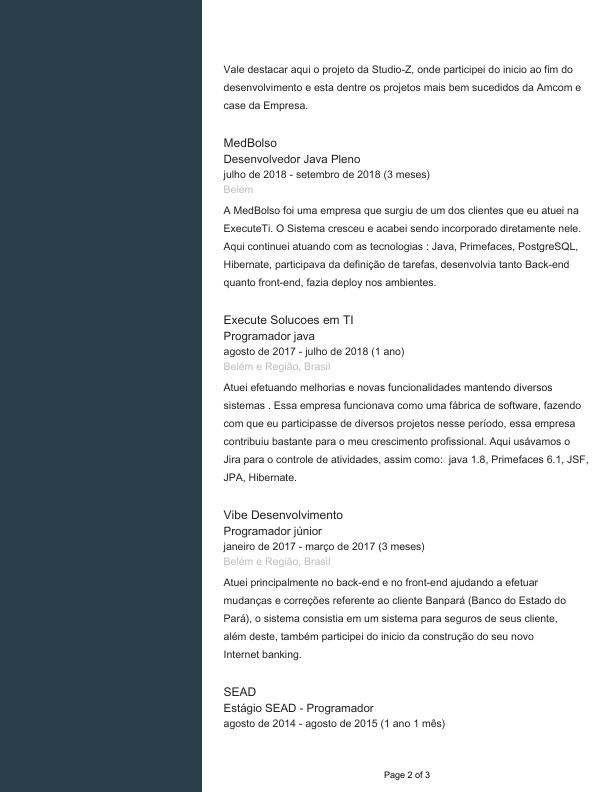 Vale destacar aqui o projeto da Studio-Z, onde participei do inicio ao fim do
desenvolvimento e esta dentre os projetos mais bem sucedidos da Amcom e
case da Empresa.
MedBolso
Desenvolvedor Java Pleno
julho de 2018 - setembro de 2018 (3 meses)
Belém
A MedBolso foi uma empresa que surgiu de um dos clientes que eu atuei na
ExecuteTi. O Sistema cresceu e acabei sendo incorporado diretamente nele.
Aqui continuei atuando com as tecnologias : Java, Primefaces, PostgreSQL,
Hibernate, participava da definição de tarefas, desenvolvia tanto Back-end
quanto front-end, fazia deploy nos ambientes.
Execute Solucoes em TI
Programador java
agosto de 2017 - julho de 2018 (1 ano)
Belém e Região, Brasil
Atuei efetuando melhorias e novas funcionalidades mantendo diversos
sistemas . Essa empresa funcionava como uma fábrica de software, fazendo
com que eu participasse de diversos projetos nesse período, essa empresa
contribuiu bastante para o meu crescimento profissional. Aqui usávamos o
Jira para o controle de atividades, assim como:  java 1.8, Primefaces 6.1, JSF,
JPA, Hibernate.
Vibe Desenvolvimento
Programador júnior
janeiro de 2017 - março de 2017 (3 meses)
Belém e Região, Brasil
Atuei principalmente no back-end e no front-end ajudando a efetuar
mudanças e correções referente ao cliente Banpará (Banco do Estado do
Pará), o sistema consistia em um sistema para seguros de seus cliente,
além deste, também participei do inicio da construção do seu novo
Internet banking.
SEAD
Estágio SEAD - Programador
agosto de 2014 - agosto de 2015 (1 ano 1 mês)
Page 2 of 3